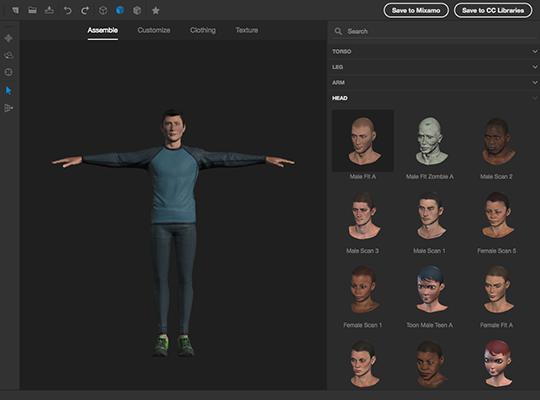 Save to Mixamo
Save to CC Libraries
Assemble
Customize
Clothing
Texture
Search
TORSO
LEG
ARM
HEAD
Male Fit A
Male Fit Zombie A
Male Scan 2
Male Scan 3
Male Scan 1
Female Scan 5
Female Scan 1
Toon Male Teen A
Female Fit A